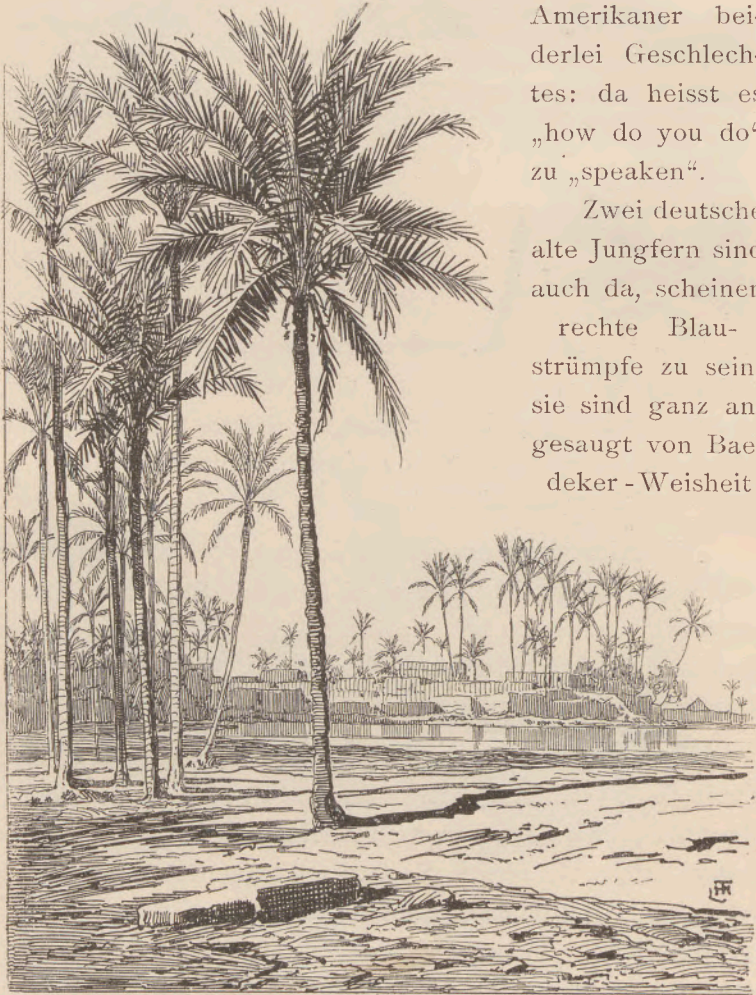 Amerikaner bei-
derlei Geschlech-
tes: da heisst es
„how do you do“
zu „speaken“.
Zwei deutsche
alte Jungfern sind
auch da, scheinen
rechte Blau-
strümpfe zu sein,
sie sind ganz an-
gesaugt von Bae-
deker-Weisheit